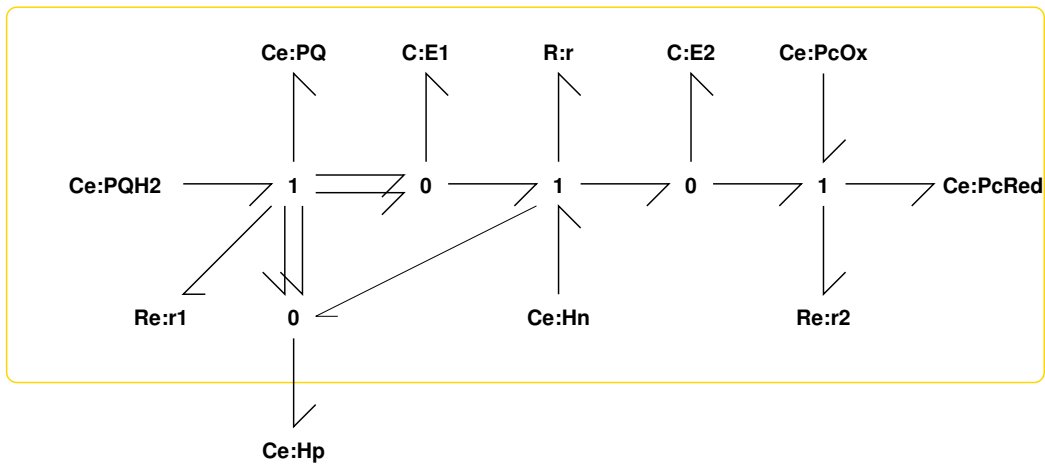 Ce:PQ C:E1 R:r C:E2 Ce:PcOx
Ce:PQH2 1 0 1 0 1 Ce:PcRed
Re:r1 0 Ce:Hn Re:r2
Ce:Hp